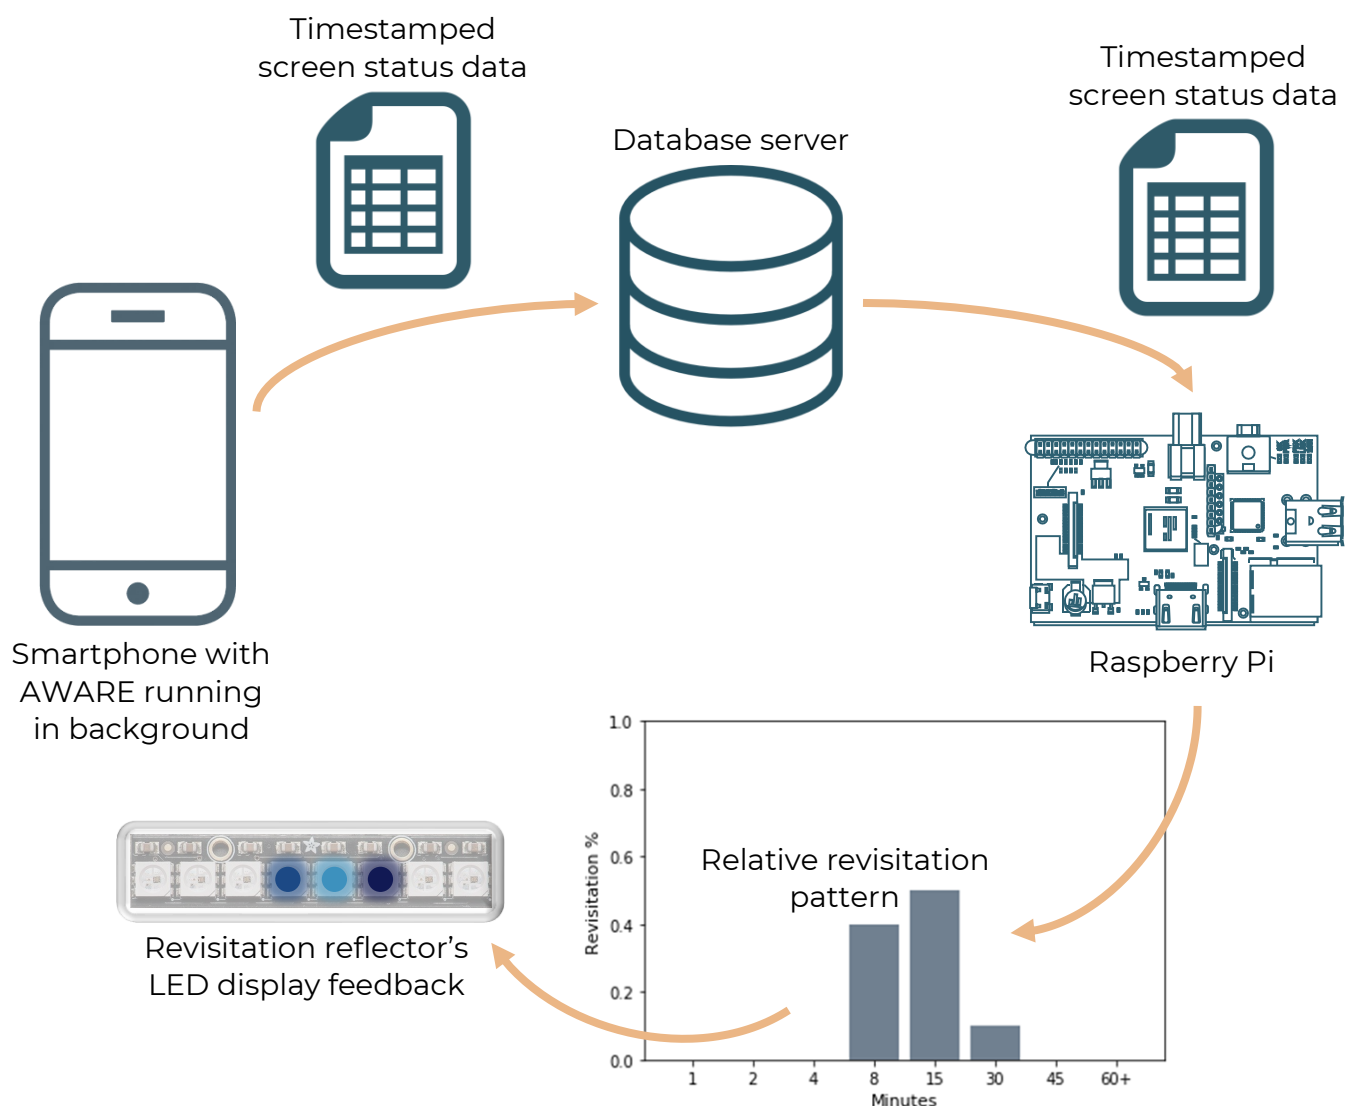 Timestamped
screen status data
Timestamped
screen status data
Database server
Smartphone with
AWARE running
in background
Raspberry Pi
1.0
0.8
0.6
0.4
0.2
0.0
Revisitation %
Relative revisitation
pattern
1 2 4 8 15 30 45 60+
Minutes
Revisitation reflector’s
LED display feedback